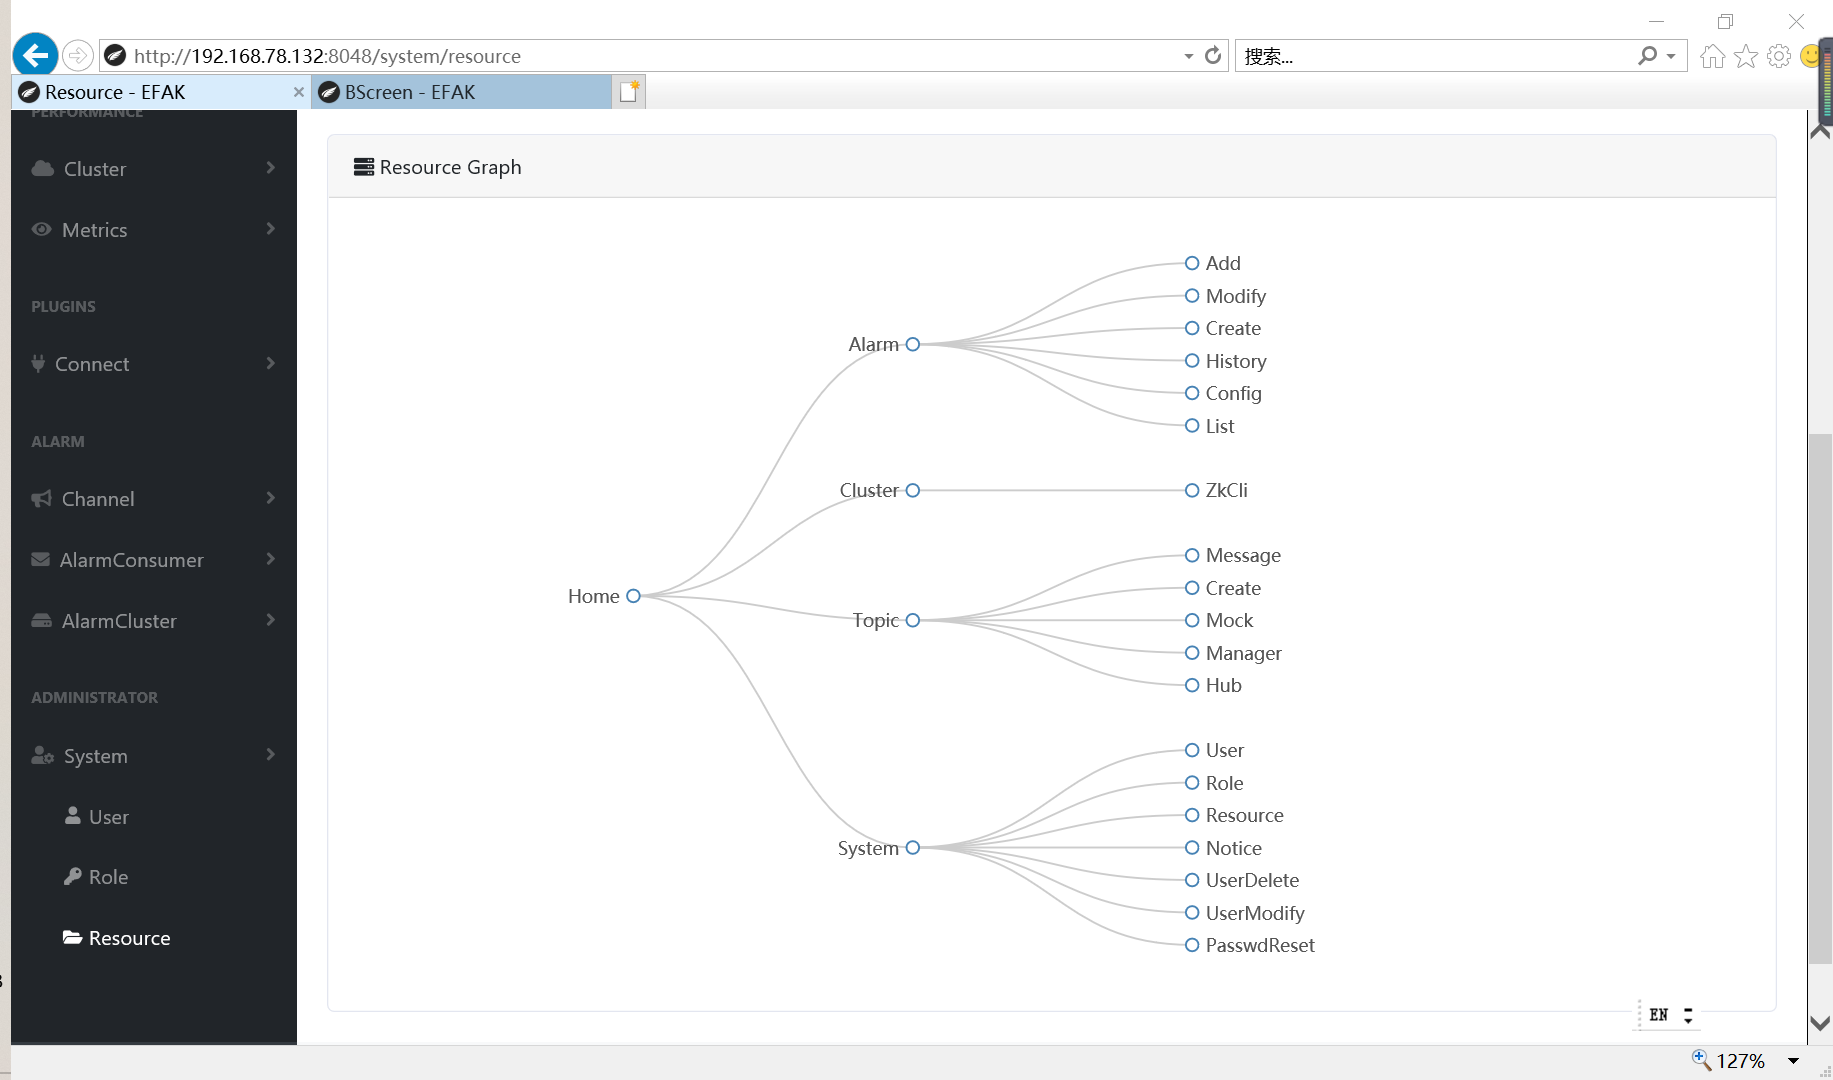 http://192.168.78.132:8048/system/resource
搜索...
Resource - EFAK
BScreen - EFAK
PERFORMANCE
Cluster
Metrics
PLUGINS
Connect
ALARM
Channel
AlarmConsumer
AlarmCluster
ADMINISTRATOR
System
User
Role
Resource
Resource Graph
Home
Alarm
Add
Modify
Create
History
Config
List
Cluster
ZkCli
Topic
Message
Create
Mock
Manager
Hub
System
User
Role
Resource
Notice
UserDelete
UserModify
PasswdReset
EN
127%